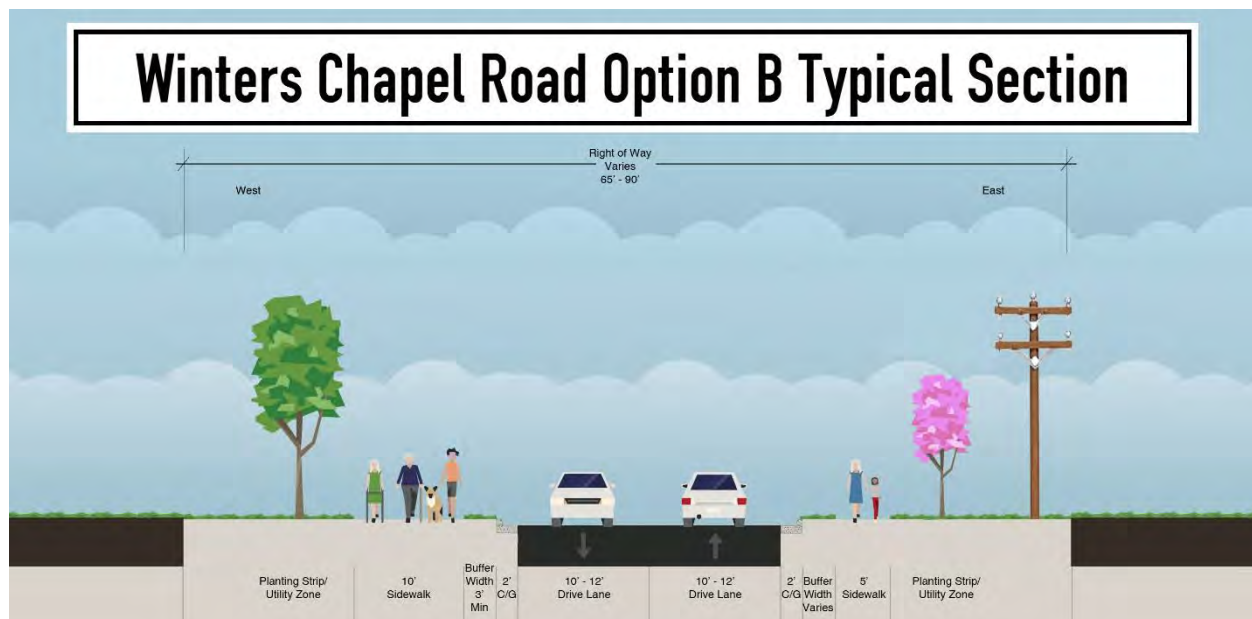 Winters Chapel Road Option B Typical Section
Right of Way
Varies
65' - 90'
West
East
Planting Strip/
Utility Zone
10'
Sidewalk
Buffer
Width
3'
Min
2'
C/G
10' - 12'
Drive Lane
10' - 12'
Drive Lane
2'
C/G
Buffer
Width
Varies
5'
Sidewalk
Planting Strip/
Utility Zone